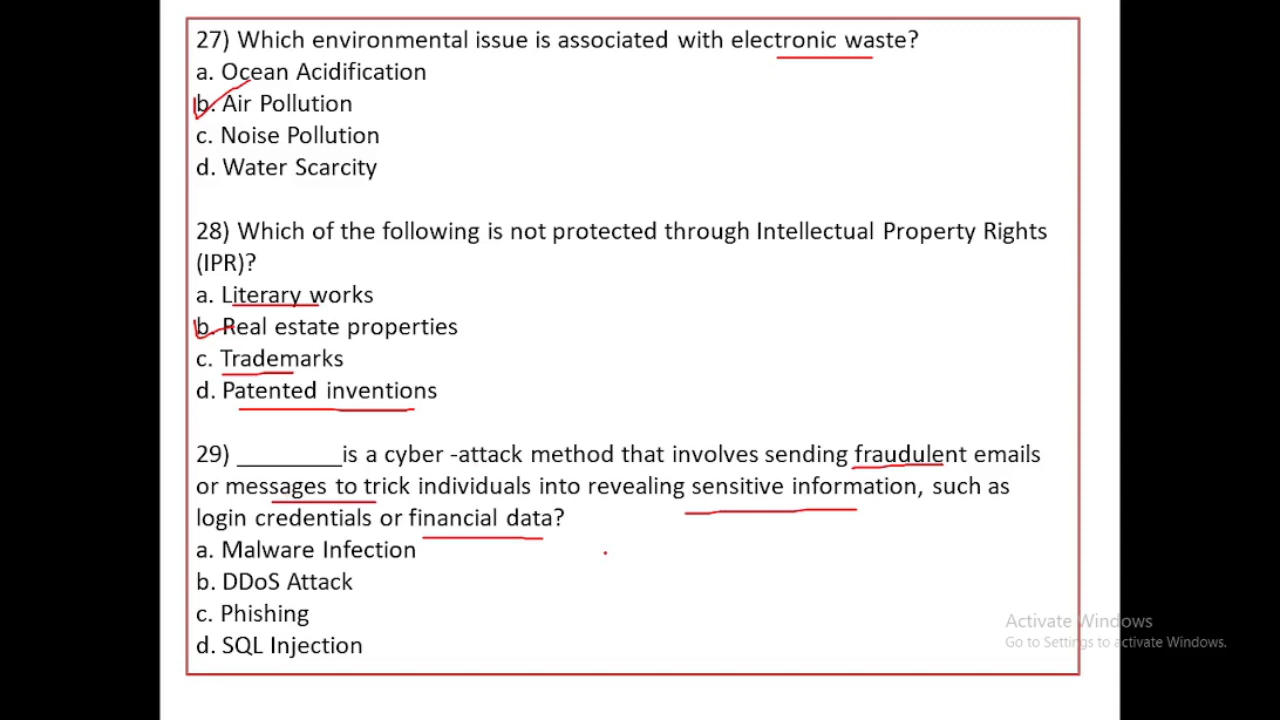 27) Which environmental issue is associated with electronic waste?
a. Ocean Acidification
b. Air Pollution
c. Noise Pollution
d. Water Scarcity
28) Which of the following is not protected through Intellectual Property Rights
(IPR)?
a. Literary works
b. Real estate properties
c. Trademarks
d. Patented inventions
29) ________is a cyber -attack method that involves sending fraudulent emails
or messages to trick individuals into revealing sensitive information, such as
login credentials or financial data?
a. Malware Infection
b. DDoS Attack
c. Phishing
d. SQL Injection
Activate Windows
Go to Settings to activate Windows.